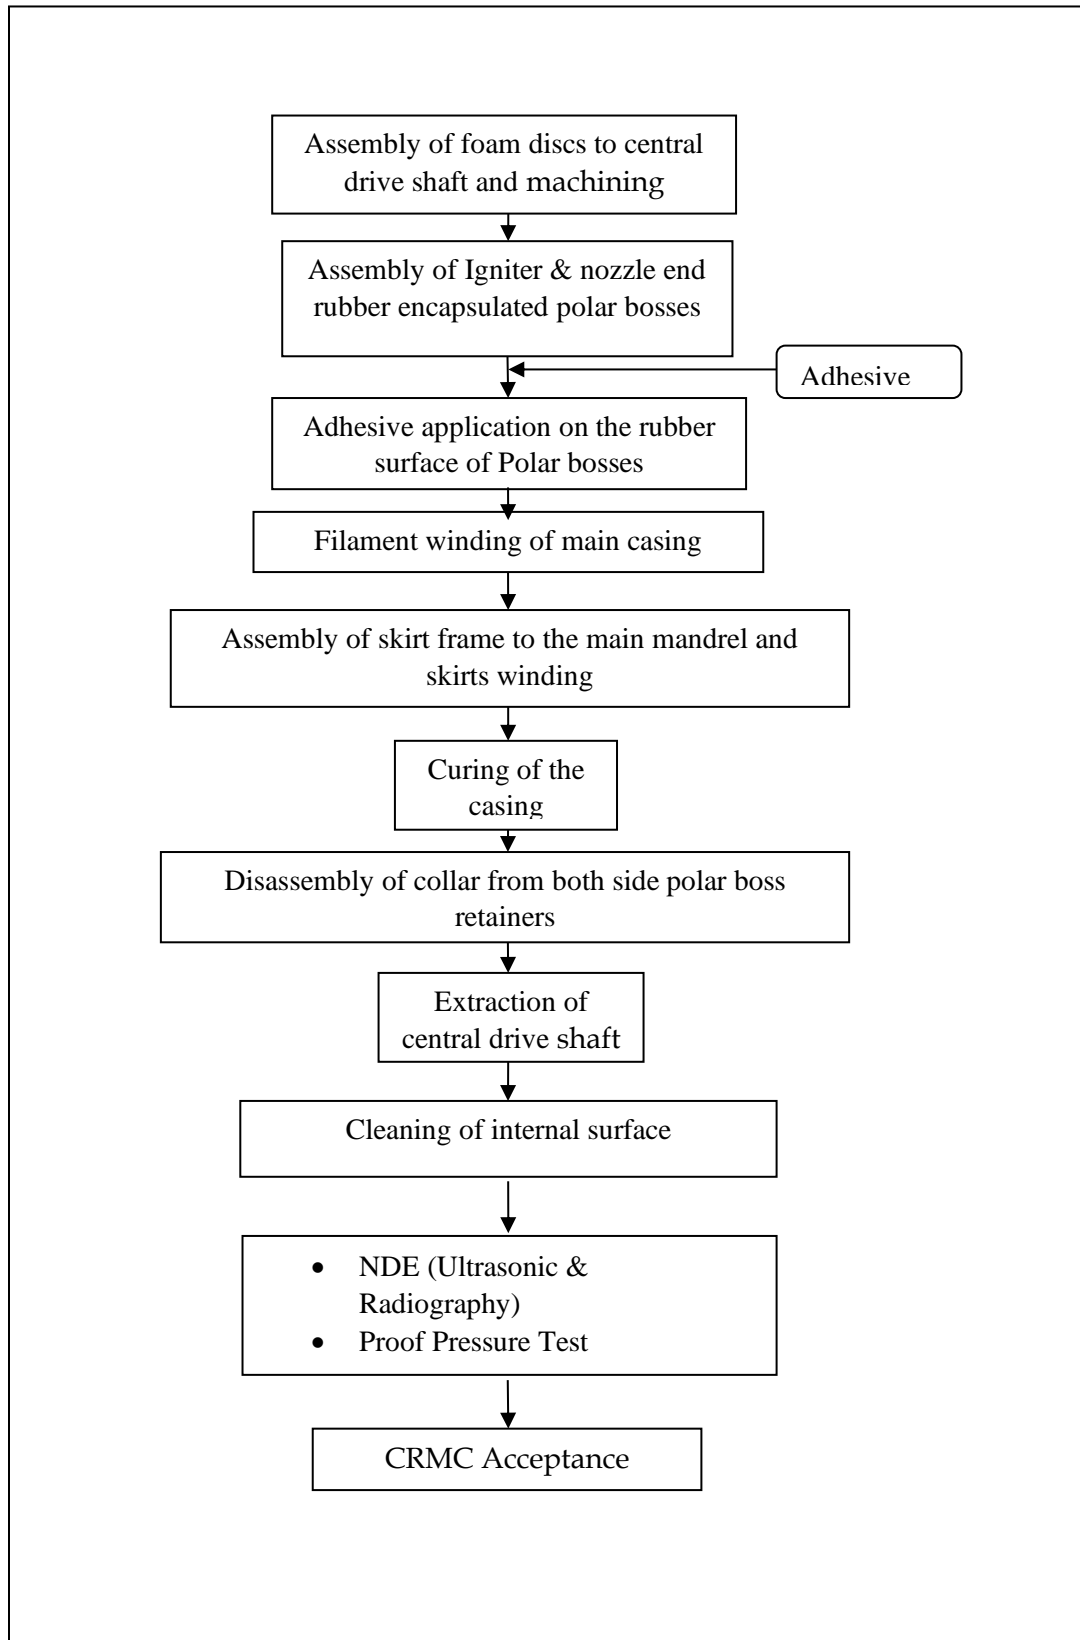 Assembly of foam discs to central
drive shaft and machining
Assembly of Igniter & nozzle end
rubber encapsulated polar bosses
Adhesive
Adhesive application on the rubber
surface of Polar bosses
Filament winding of main casing
Assembly of skirt frame to the main mandrel and
skirts winding
Curing of the
casing
Disassembly of collar from both side polar boss
retainers
Extraction of
central drive shaft
Cleaning of internal surface
• NDE (Ultrasonic &
Radiography)
• Proof Pressure Test
CRMC Acceptance